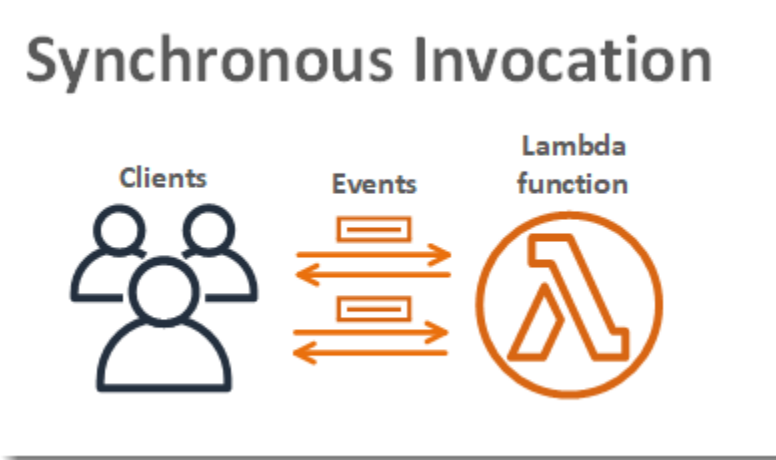 Synchronous Invocation
Clients
Events
Lambda
function